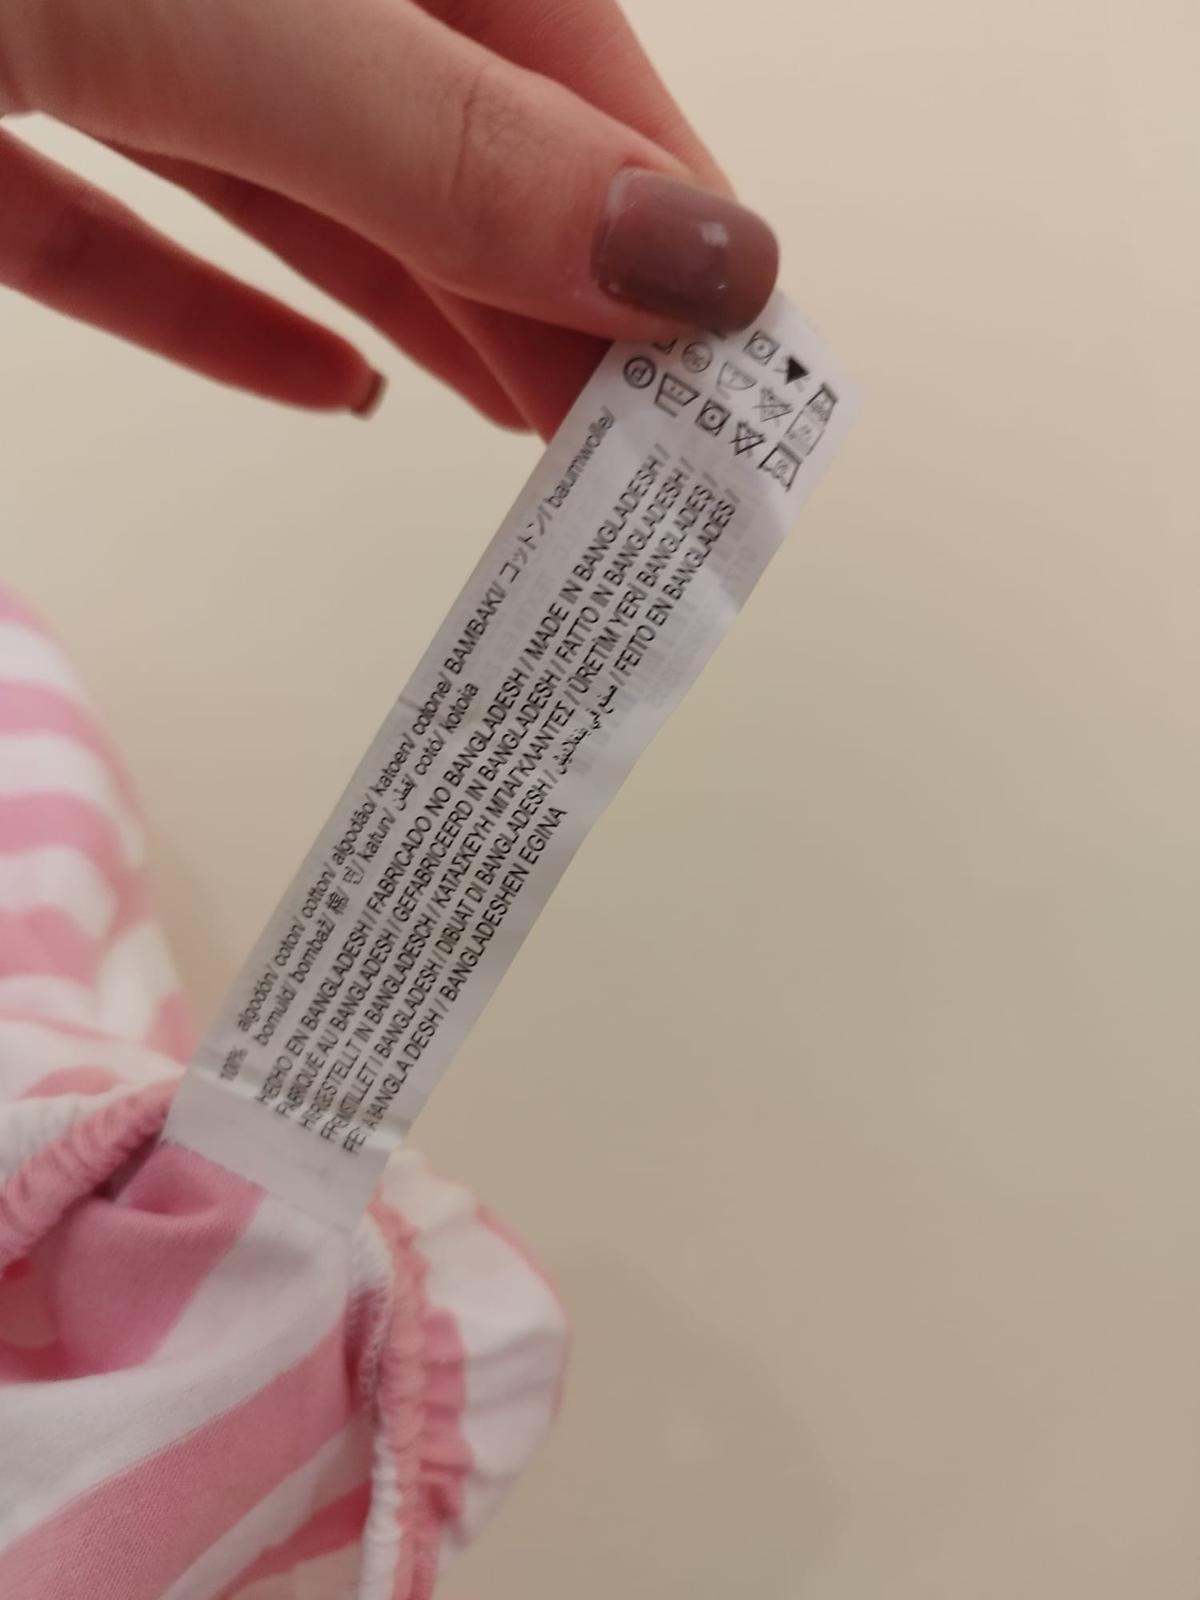 100% algodón/ coton/ cotton/ algodão/ katoen/ cotone/ ΒΑΜΒΑΚΙ/ コットン/ baumwolle/
bomuld/ bombaž/ 棉/ 면/ katun/ قطن/ cotó/ kotoia
HECHO EN BANGLADESH / FABRICADO NO BANGLADESH / MADE IN BANGLADESH /
FABRIQUÉ AU BANGLADESH / GEFABRICEERD IN BANGLADESH / FATTO IN BANGLADESH /
HERGESTELLT IN BANGLADESCH / ΚΑΤΑΣΚΕΥΗ ΜΠΑΓΚΛΑΝΤΕΣ / ÜRETİM YERİ BANGLADEŞ /
FREMSTILLET I BANGLADESH / DIBUAT DI BANGLADESH / صنع في بنغلاديش / FEITO EN BANGLADÉS /
FET A BANGLA DESH / BANGLADESHEN EGINA